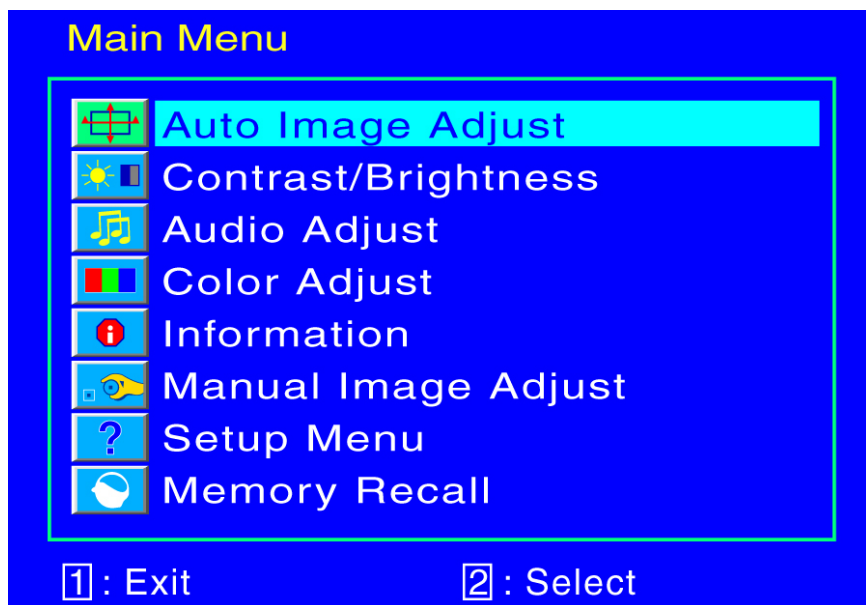 Main Menu
Auto Image Adjust
Contrast/Brightness
Audio Adjust
Color Adjust
Information
Manual Image Adjust
? Setup Menu
Memory Recall
1 : Exit 2 : Select